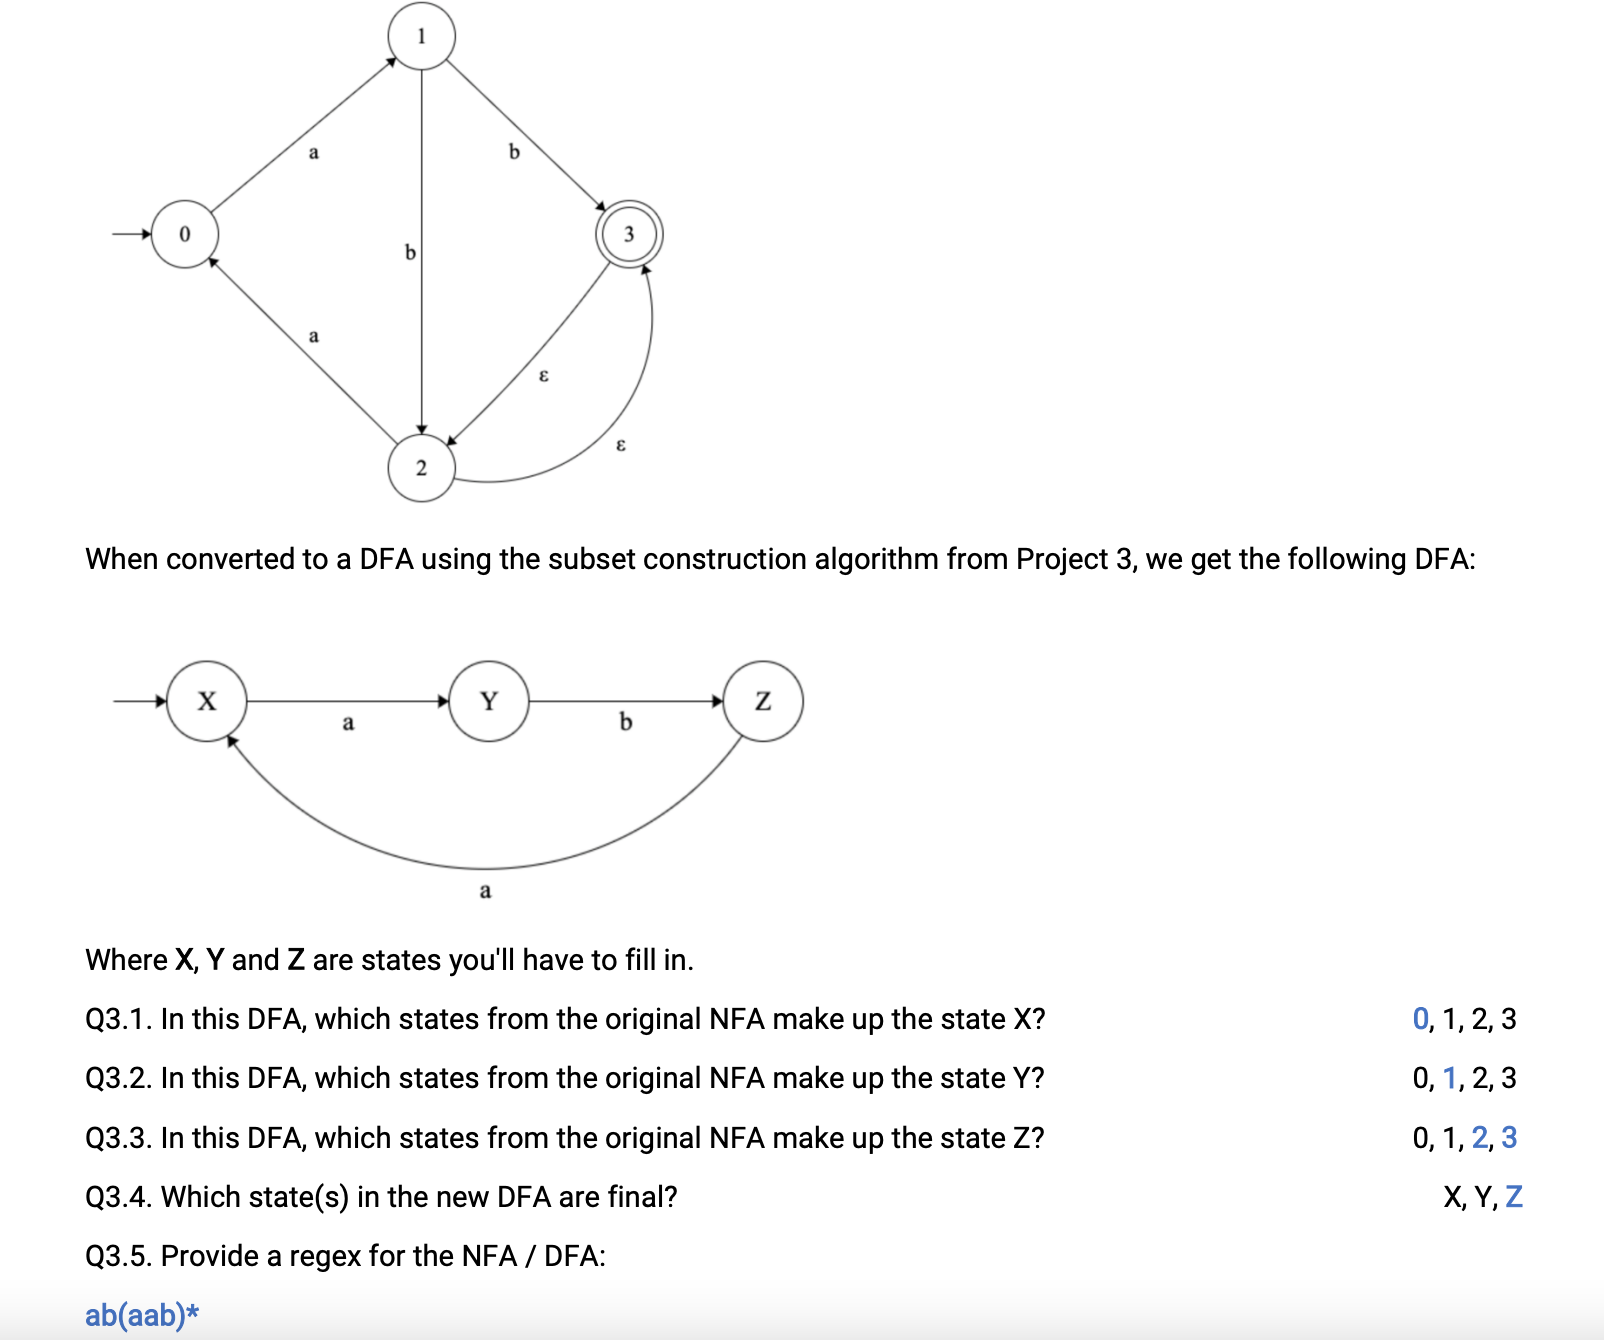 1
a
b
0
3
b
a
ε
ε
2
When converted to a DFA using the subset construction algorithm from Project 3, we get the following DFA:
X
Y
Z
a
b
a
Where X, Y and Z are states you'll have to fill in.
Q3.1. In this DFA, which states from the original NFA make up the state X? 0, 1, 2, 3
Q3.2. In this DFA, which states from the original NFA make up the state Y? 0, 1, 2, 3
Q3.3. In this DFA, which states from the original NFA make up the state Z? 0, 1, 2, 3
Q3.4. Which state(s) in the new DFA are final? X, Y, Z
Q3.5. Provide a regex for the NFA / DFA:
ab(aab)*